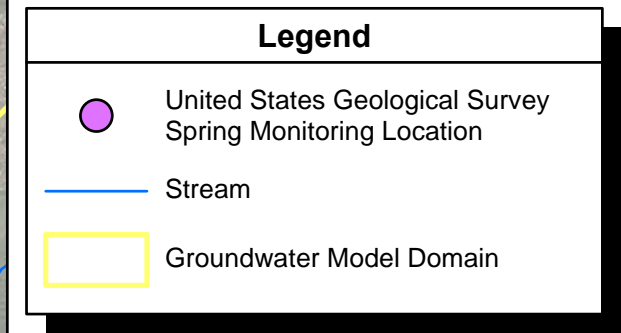 Legend
United States Geological Survey
Spring Monitoring Location
Stream
Groundwater Model Domain